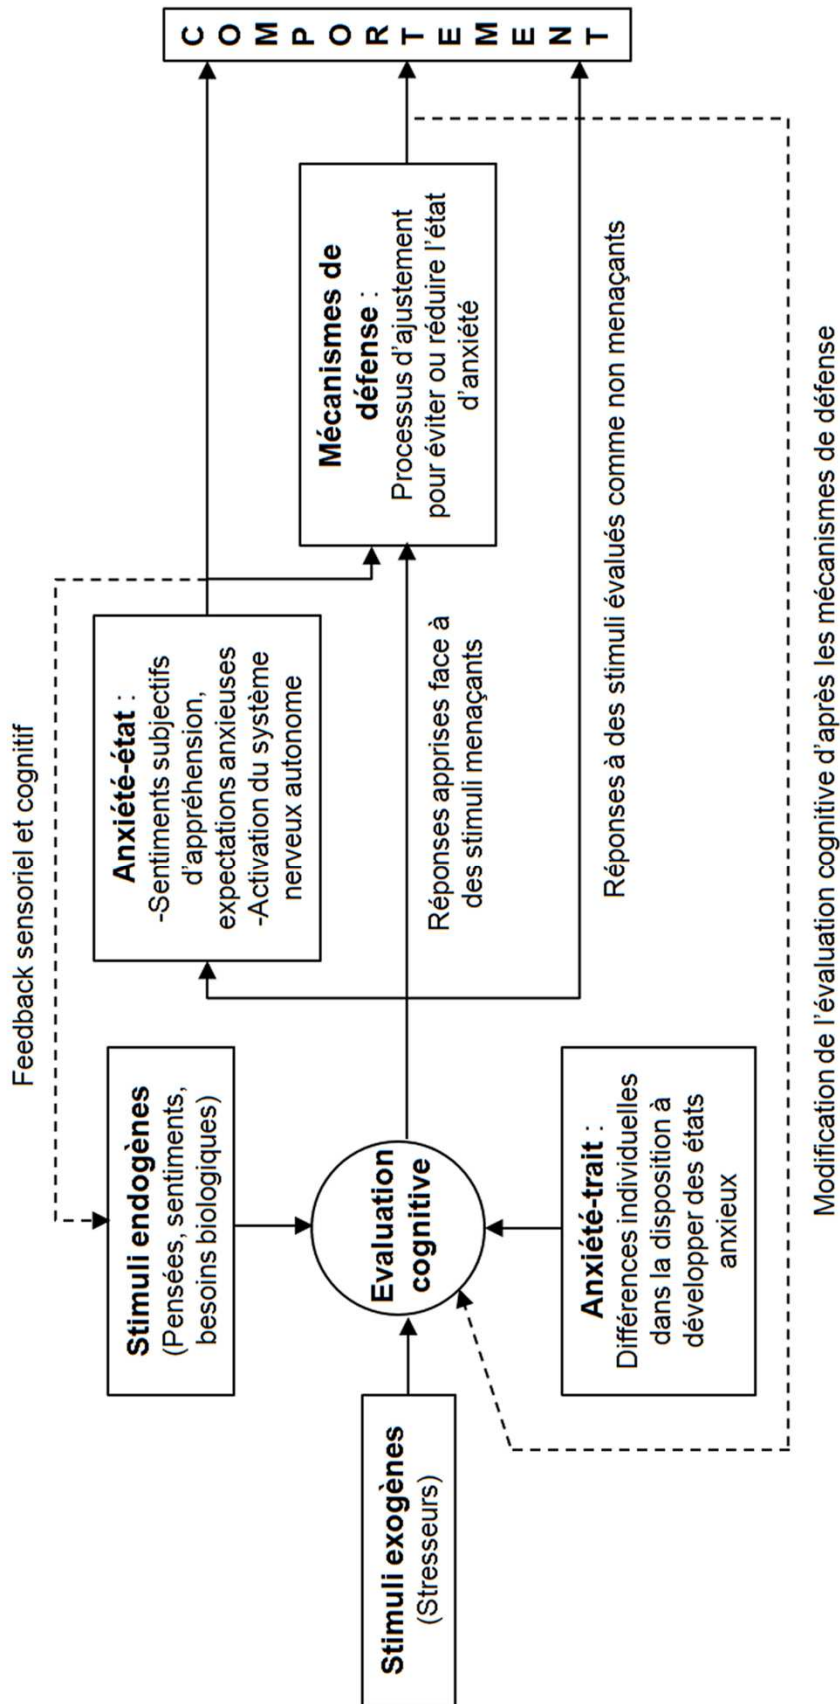 Feedback sensoriel et cognitif
Stimuli endogènes
(Pensées, sentiments,
besoins biologiques)
Anxiété-état :
-Sentiments subjectifs
d'appréhension,
expectations anxieuses
-Activation du système
nerveux autonome
Stimuli exogènes
(Stresseurs)
Evaluation
cognitive
Réponses apprises face à
des stimuli menaçants
Mécanismes de
défense :
Processus d'ajustement
pour éviter ou réduire l'état
d'anxiété
COMPORTEMENT
Anxiété-trait :
Différences individuelles
dans la disposition à
développer des états
anxieux
Réponses à des stimuli évalués comme non menaçants
Modification de l'évaluation cognitive d'après les mécanismes de défense